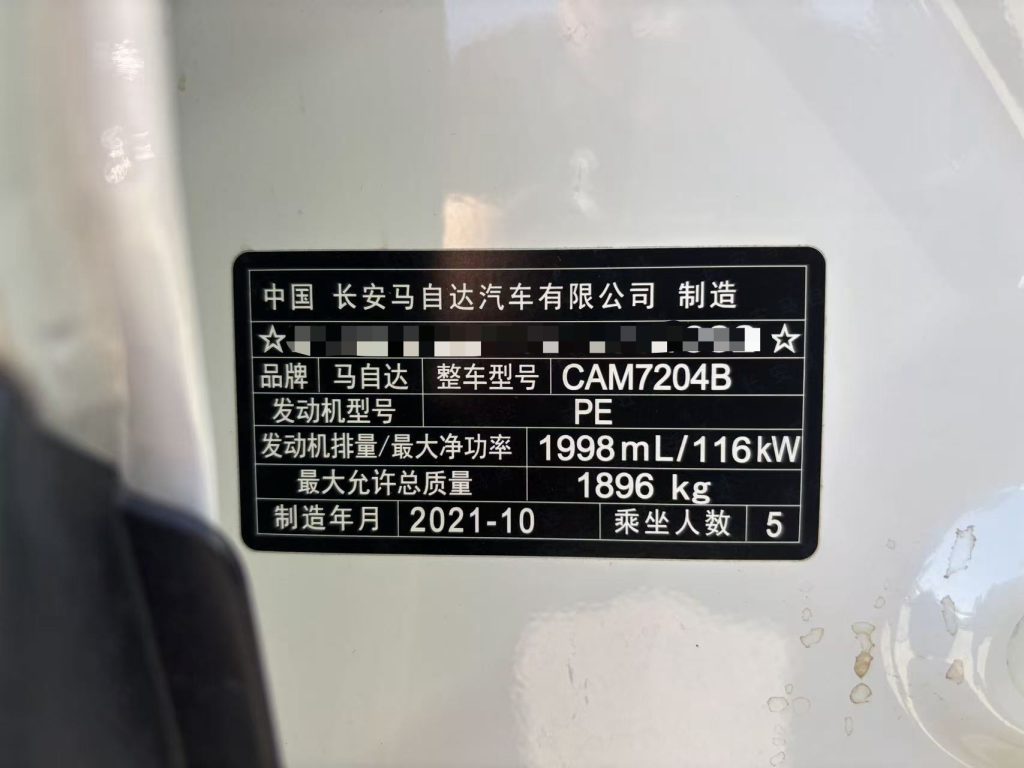 中国 长安马自达汽车有限公司 制造
☆ ☆
品牌 马自达 整车型号 CAM7204B
发动机型号 PE
发动机排量/最大净功率 1998mL/116kW
最大允许总质量 1896 kg
制造年月 2021-10 乘坐人数 5